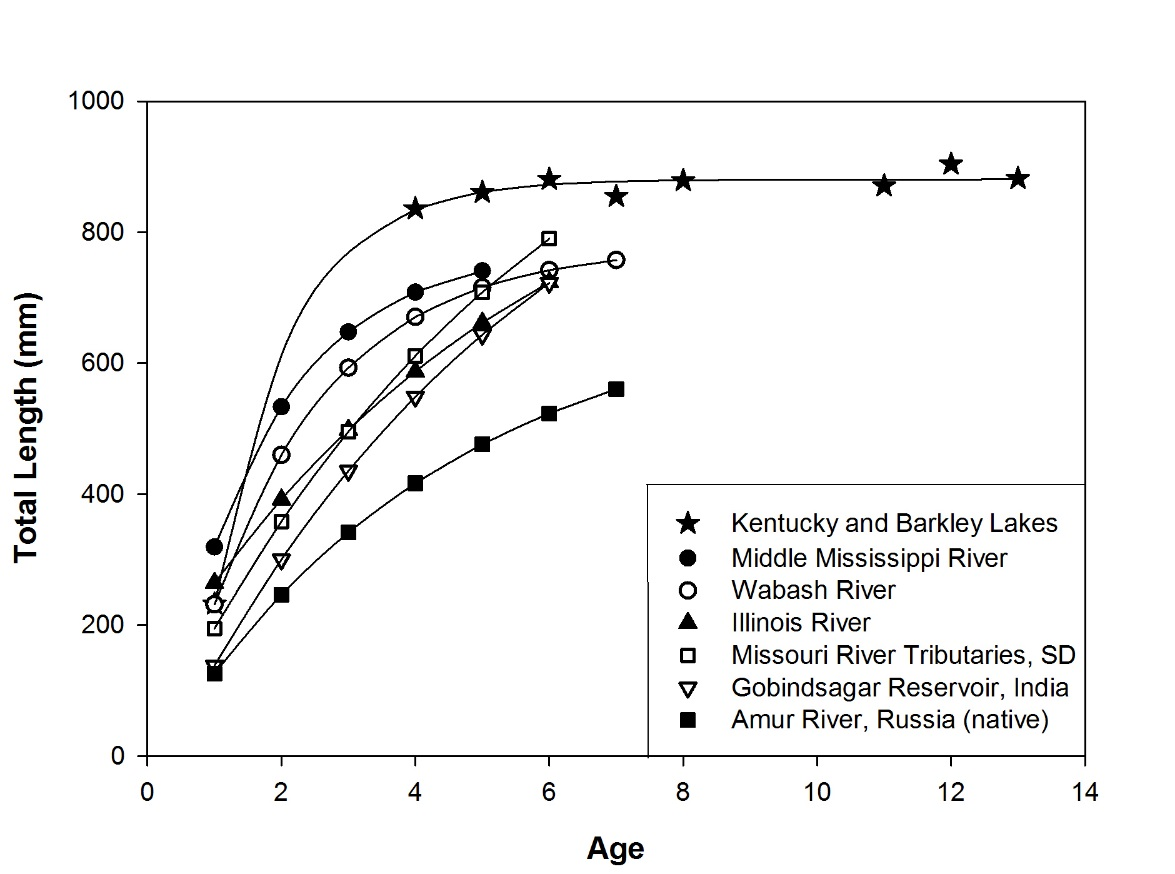 1000
800
600
400
200
0
Total Length (mm)
Kentucky and Barkley Lakes
Middle Mississippi River
Wabash River
Illinois River
Missouri River Tributaries, SD
Gobindsagar Reservoir, India
Amur River, Russia (native)
0 2 4 6 8 10 12 14
Age